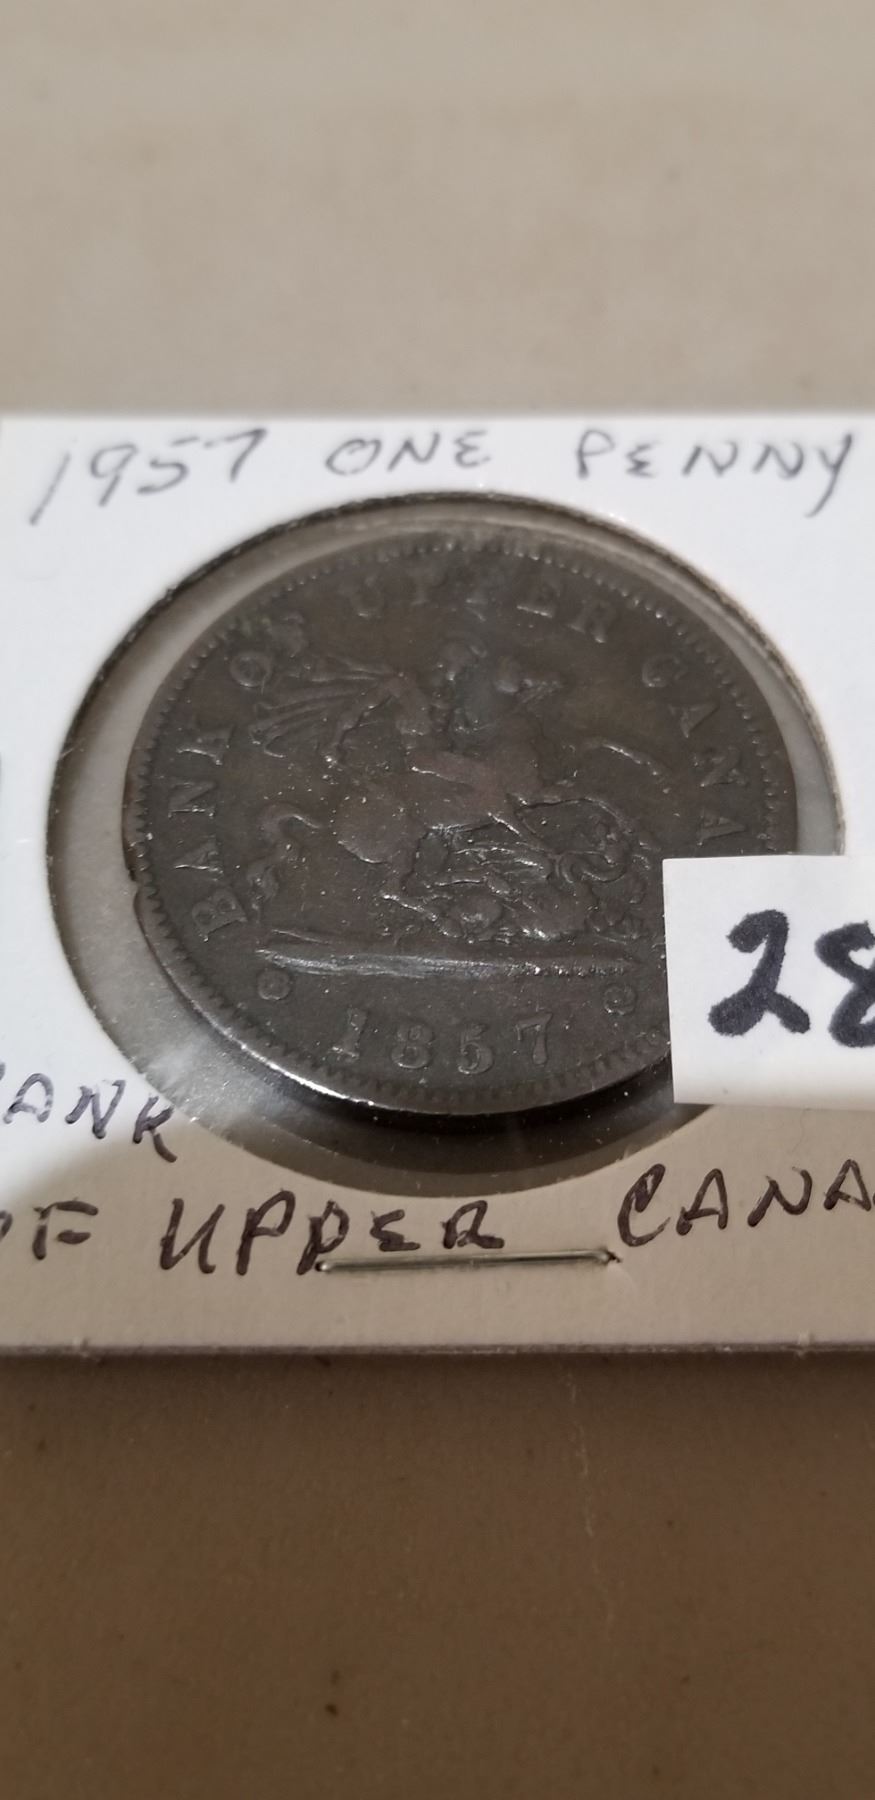 1957 ONE PENNY
BANK OF UPPER CANA
1857
28
ANK
OF UPPER CANA